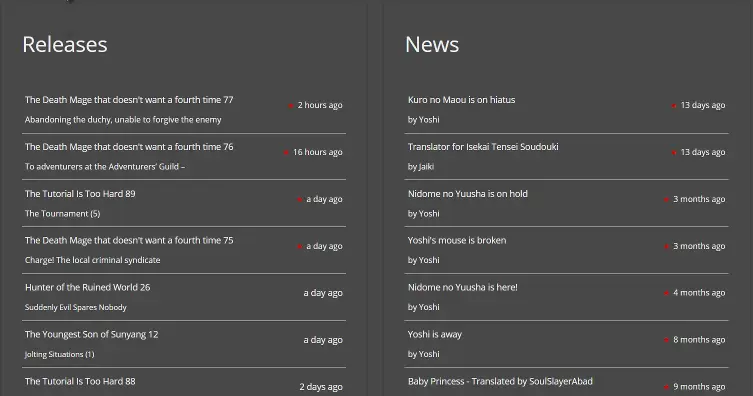 Releases
The Death Mage that doesn't want a fourth time 77
2 hours ago
Abandoning the duchy, unable to forgive the enemy
The Death Mage that doesn't want a fourth time 76
16 hours ago
To adventurers at the Adventurers' Guild –
The Tutorial Is Too Hard 89
a day ago
The Tournament (5)
The Death Mage that doesn't want a fourth time 75
a day ago
Charge! The local criminal syndicate
Hunter of the Ruined World 26
a day ago
Suddenly Evil Spares Nobody
The Youngest Son of Sunyang 12
a day ago
Jolting Situations (1)
The Tutorial Is Too Hard 88
2 days ago
News
Kuro no Maou is on hiatus
13 days ago
by Yoshi
Translator for Isekai Tensei Soudouki
13 days ago
by Jaiki
Nidome no Yuusha is on hold
3 months ago
by Yoshi
Yoshi's mouse is broken
3 months ago
by Yoshi
Nidome no Yuusha is here!
4 months ago
by Yoshi
Yoshi is away
8 months ago
by Yoshi
Baby Princess - Translated by SoulSlayerAbad
9 months ago